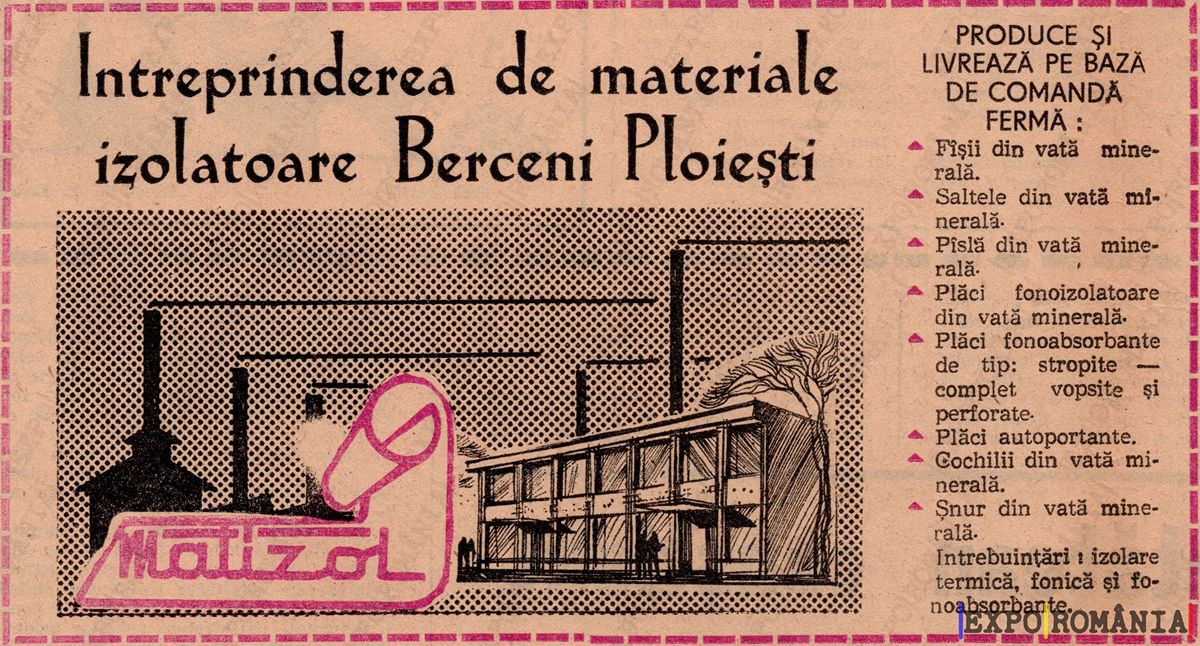 Intreprinderea de materiale
izolatoare Berceni Ploiești
Matizol
PRODUCE ȘI
LIVREAZĂ PE BAZĂ
DE COMANDĂ
FERMĂ :
Fîșii din vată mine-
rală.
Saltele din vată mi-
nerală.
Pîslă din vată mine-
rală.
Plăci fonoizolatoare
din vată minerală.
Plăci fonoabsorbante
de tip: stropite —
complet vopsite și
perforate.
Plăci autoportante.
Cochilii din vată mi-
nerală.
Șnur din vată mine-
rală.
Intrebuințări : izolare
termică, fonică și fo-
noabsorbante.
EXPO ROMÂNIA